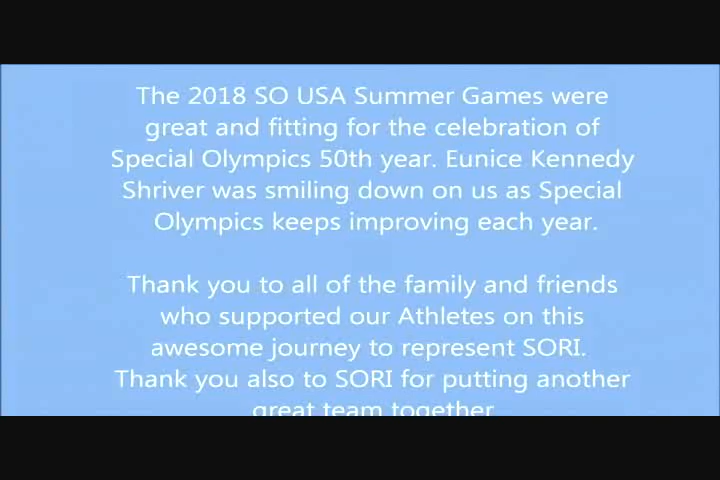 The 2018 SO USA Summer Games were
great and fitting for the celebration of
Special Olympics 50th year. Eunice Kennedy
Shriver was smiling down on us as Special
Olympics keeps improving each year.
Thank you to all of the family and friends
who supported our Athletes on this
awesome journey to represent SORI.
Thank you also to SORI for putting another
great team together